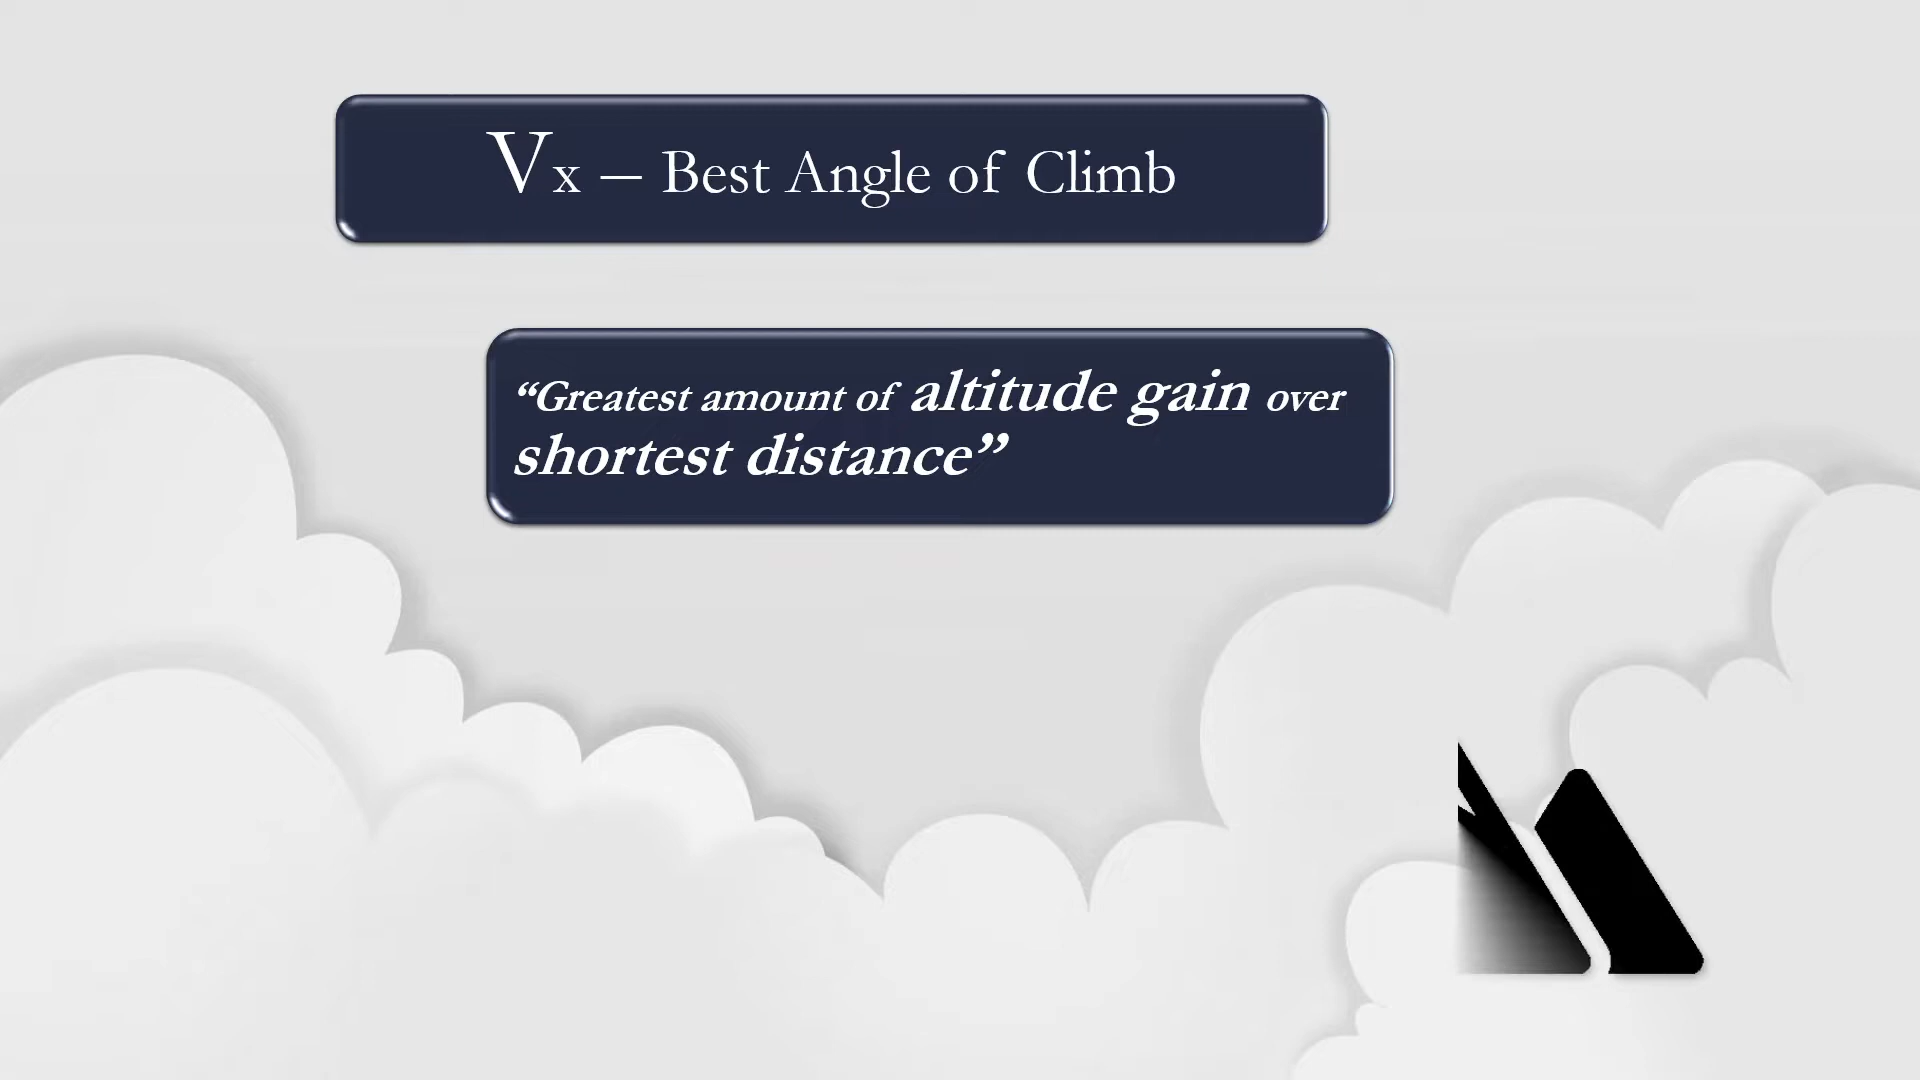 Vx – Best Angle of Climb
“Greatest amount of altitude gain over
shortest distance”